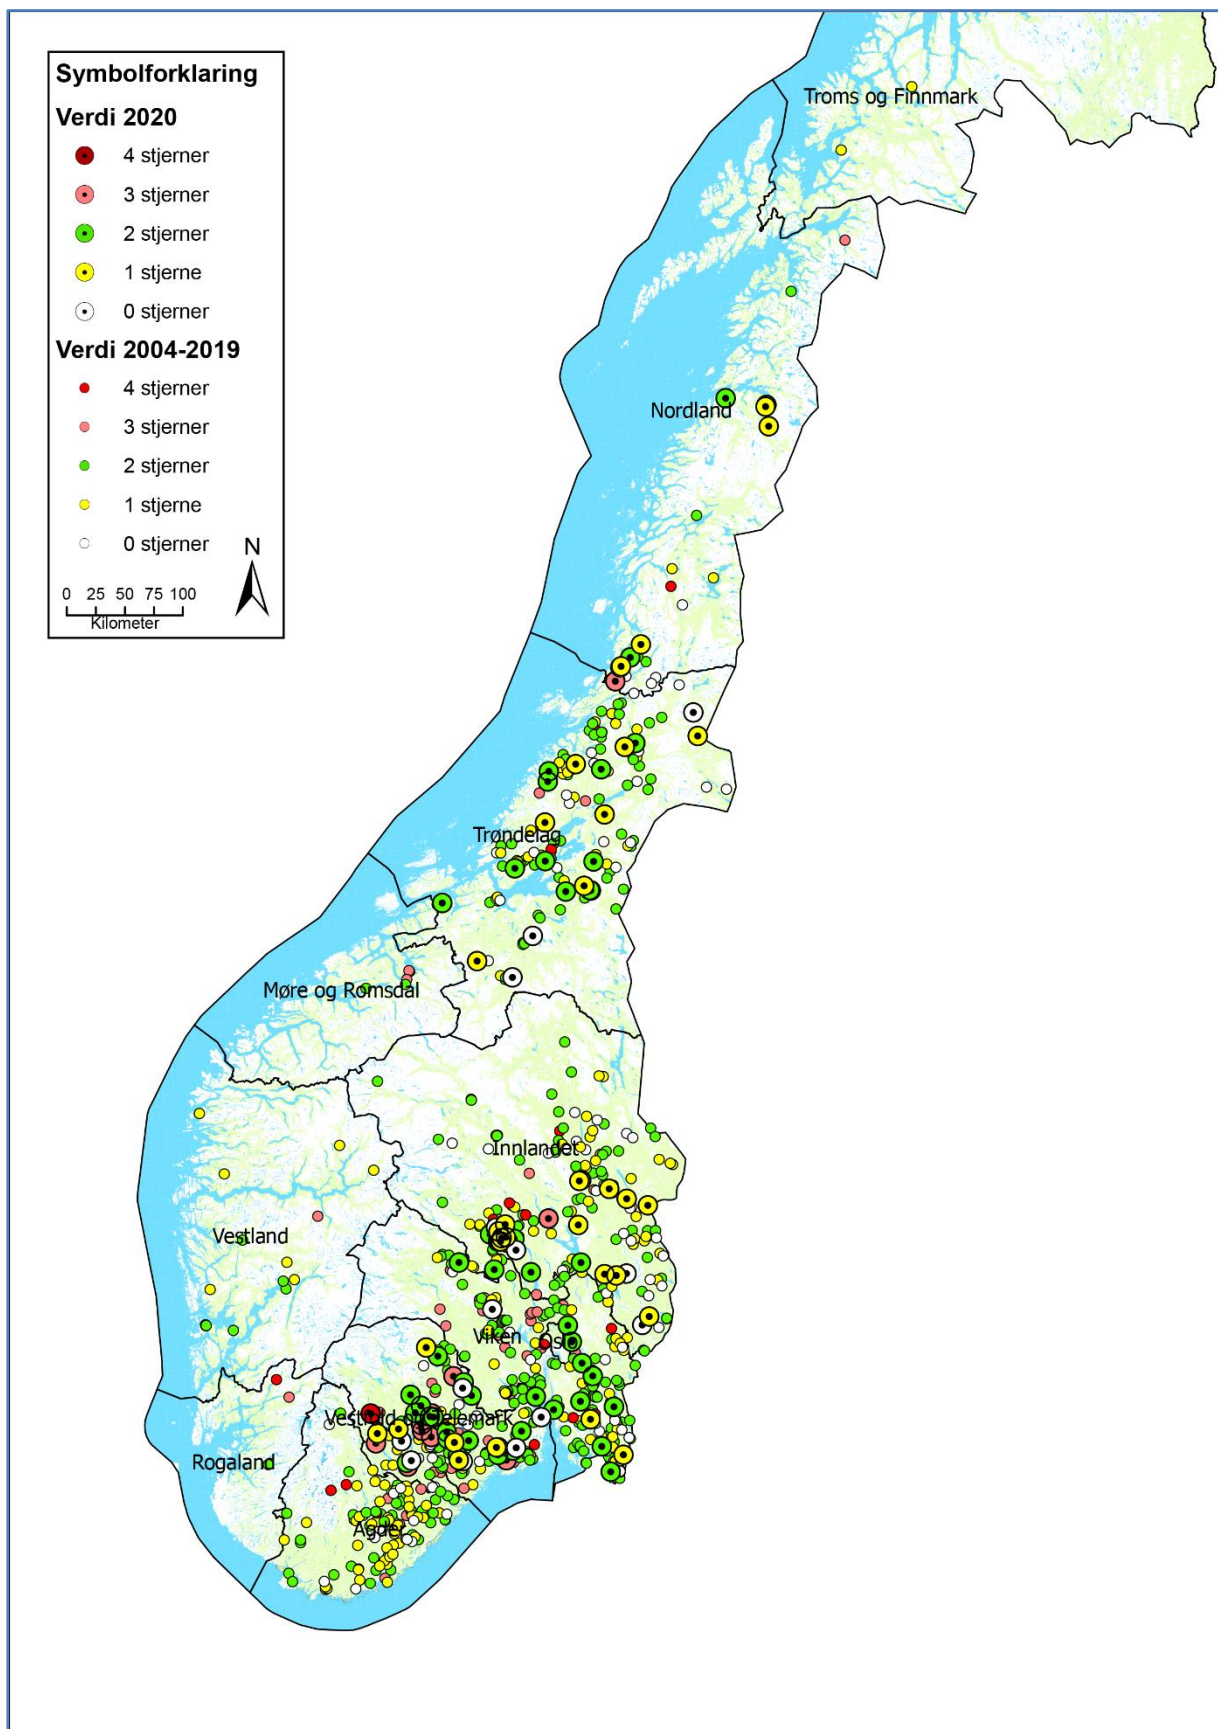 Symbolforklaring
Verdi 2020
4 stjerner
3 stjerner
2 stjerner
1 stjerne
0 stjerner
Verdi 2004-2019
4 stjerner
3 stjerner
2 stjerner
1 stjerne
0 stjerner
N
0 25 50 75 100
Kilometer
Troms og Finnmark
Nordland
Trøndelag
Møre og Romsdal
Innlandet
Vestland
Viken
Oslo
Vestfold og Telemark
Rogaland
Agder